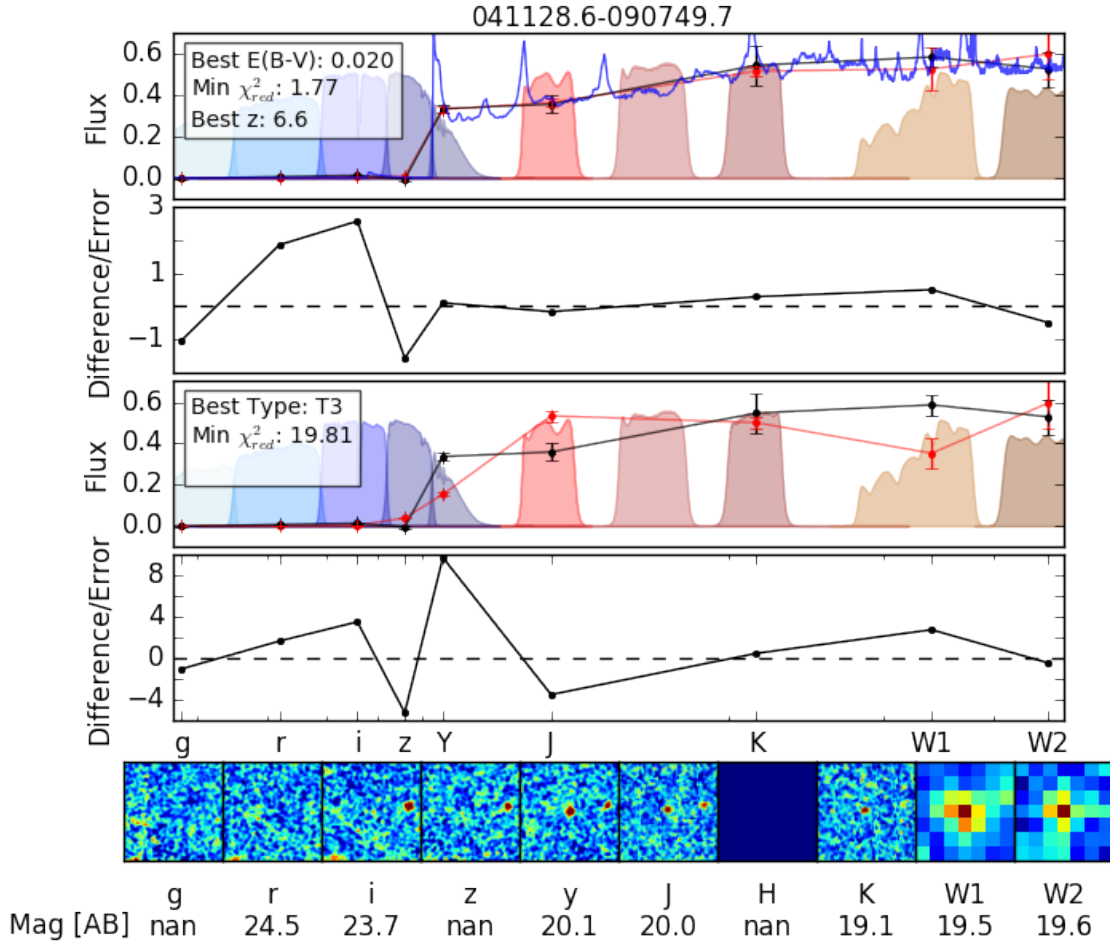 041128.6-090749.7
Flux
0.6
0.4
0.2
0.0
Best E(B-V): 0.020
Min χ²red: 1.77
Best z: 6.6
Difference/Error
3
1
−1
Flux
0.6
0.4
0.2
0.0
Best Type: T3
Min χ²red: 19.81
Difference/Error
8
4
0
−4
g r i z Y J K W1 W2
g r i z y J H K W1 W2
Mag [AB] nan 24.5 23.7 nan 20.1 20.0 nan 19.1 19.5 19.6